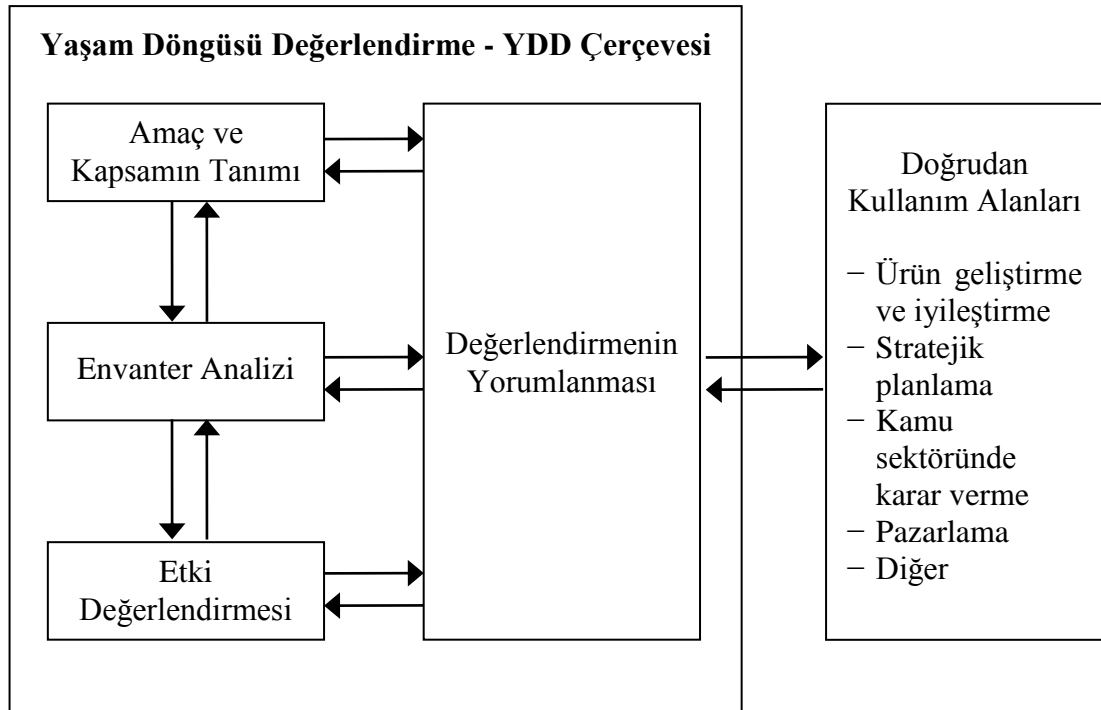 Yaşam Döngüsü Değerlendirme - YDD Çerçevesi
Amaç ve
Kapsamın Tanımı
Envanter Analizi
Etki
Değerlendirmesi
Değerlendirmenin
Yorumlanması
Doğrudan
Kullanım Alanları
− Ürün geliştirme
ve iyileştirme
− Stratejik
planlama
− Kamu
sektöründe
karar verme
− Pazarlama
− Diğer